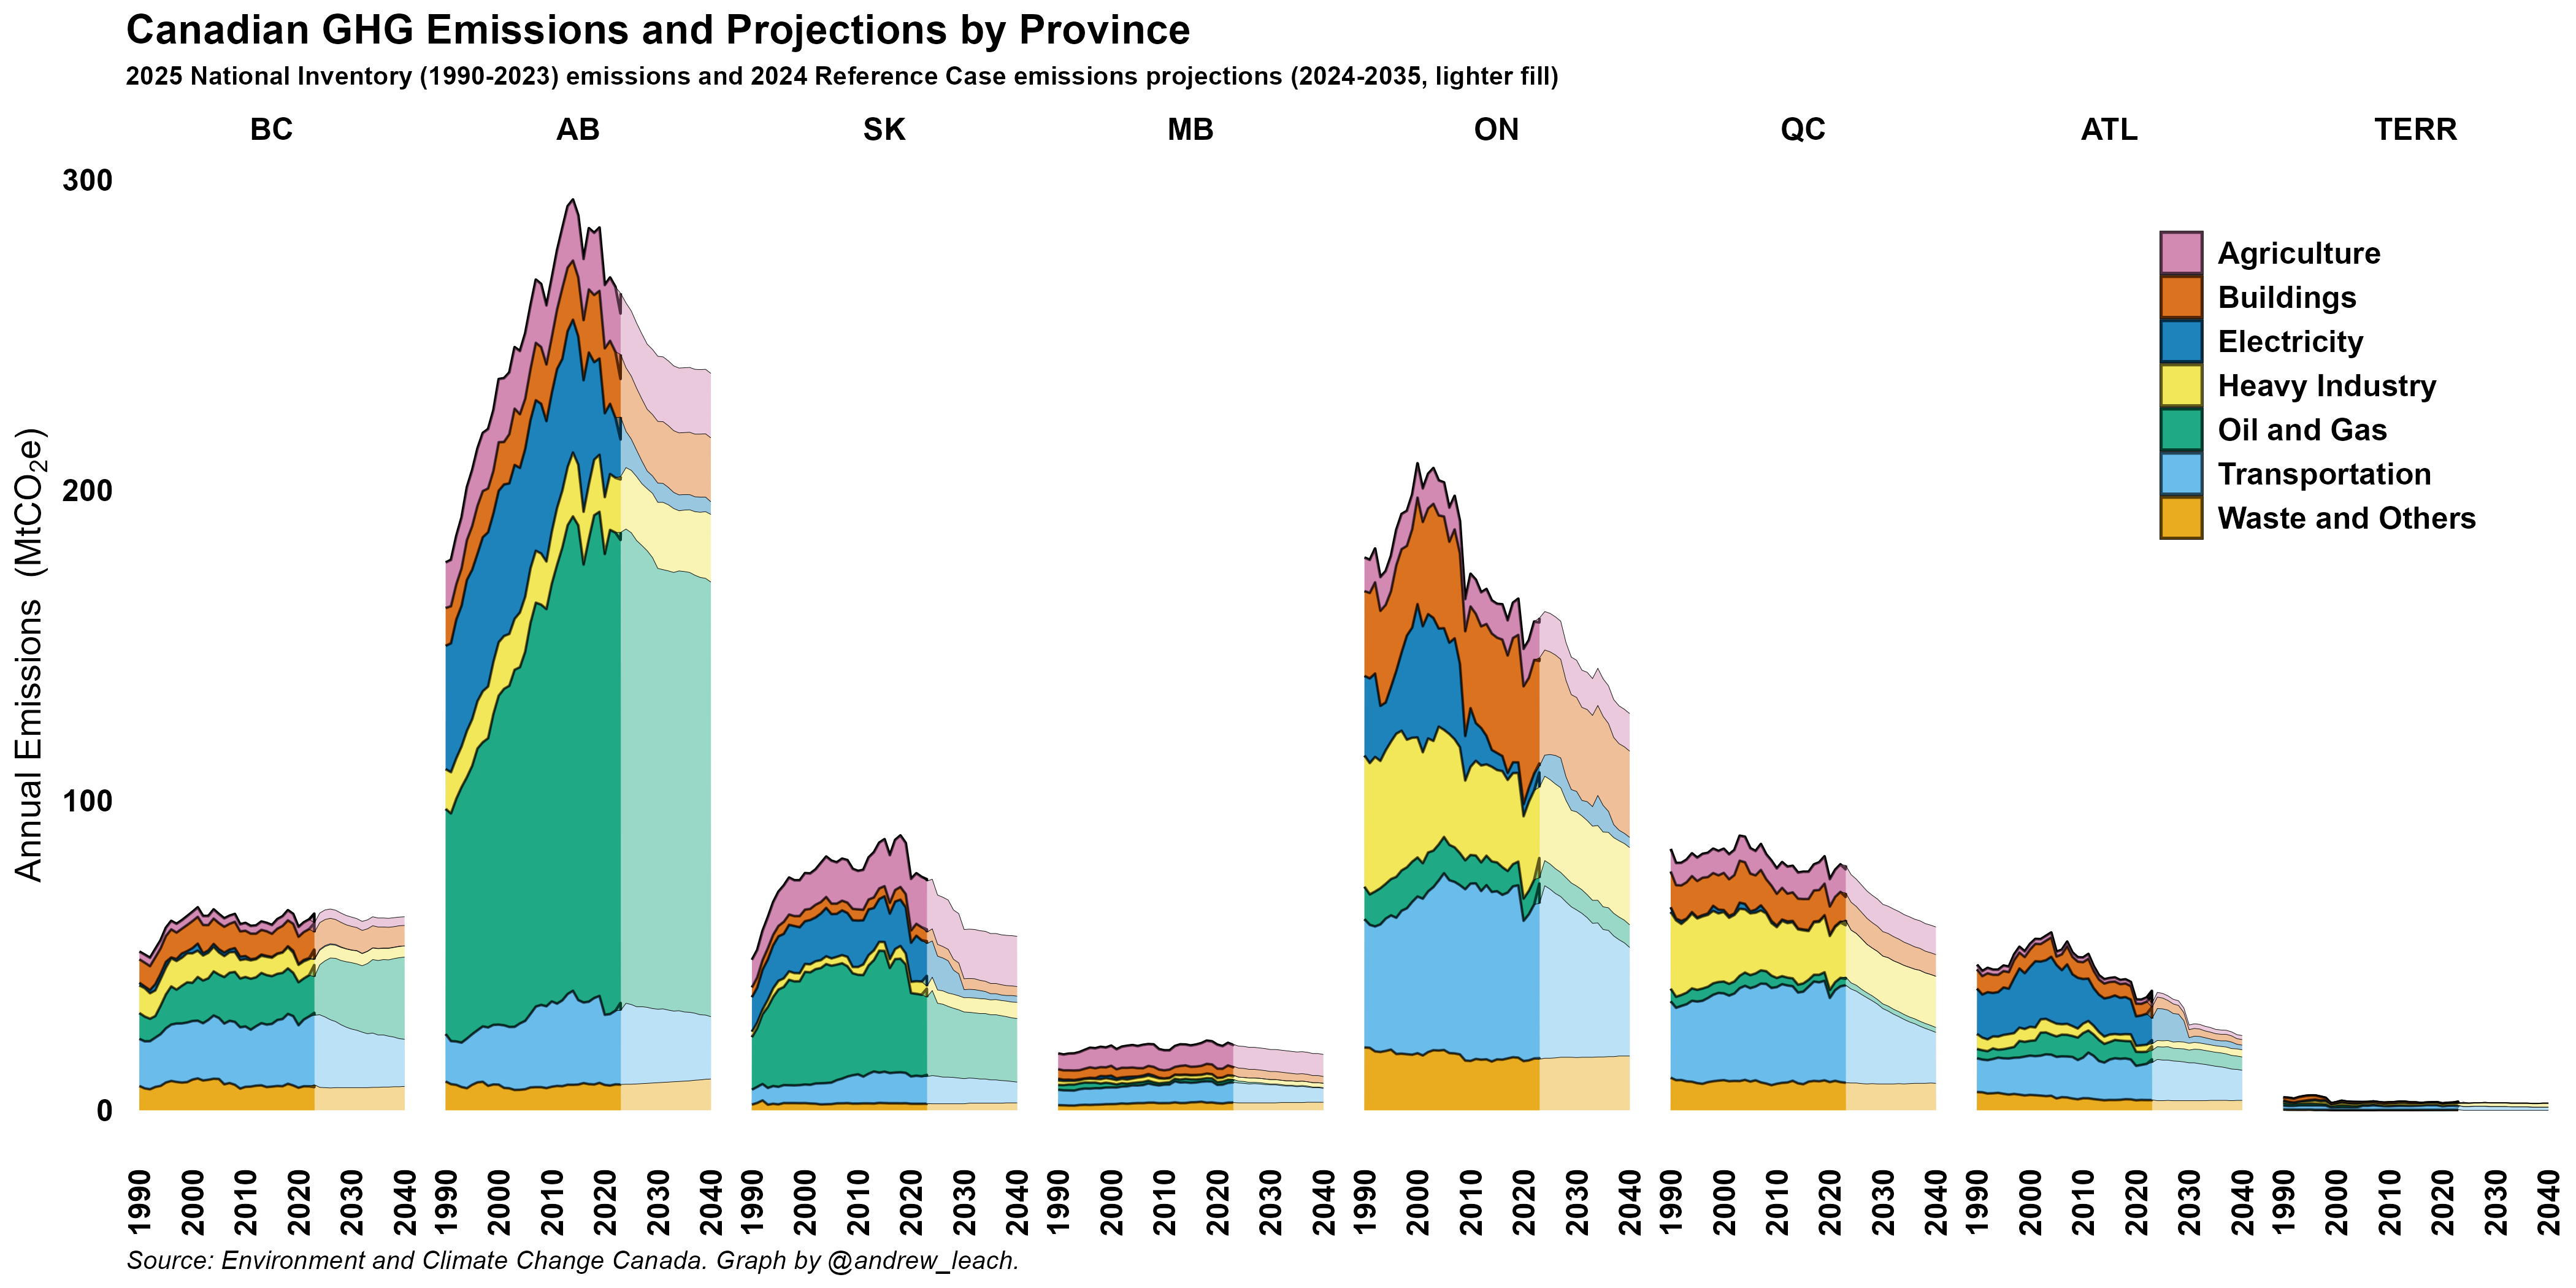 Canadian GHG Emissions and Projections by Province
2025 National Inventory (1990-2023) emissions and 2024 Reference Case emissions projections (2024-2035, lighter fill)
BC AB SK MB ON QC ATL TERR
Annual Emissions (MtCO₂e)
300
200
100
0
Agriculture
Buildings
Electricity
Heavy Industry
Oil and Gas
Transportation
Waste and Others
1990 2000 2010 2020 2030 2040 1990 2000 2010 2020 2030 2040 1990 2000 2010 2020 2030 2040 1990 2000 2010 2020 2030 2040 1990 2000 2010 2020 2030 2040 1990 2000 2010 2020 2030 2040 1990 2000 2010 2020 2030 2040 1990 2000 2010 2020 2030 2040
Source: Environment and Climate Change Canada. Graph by @andrew_leach.